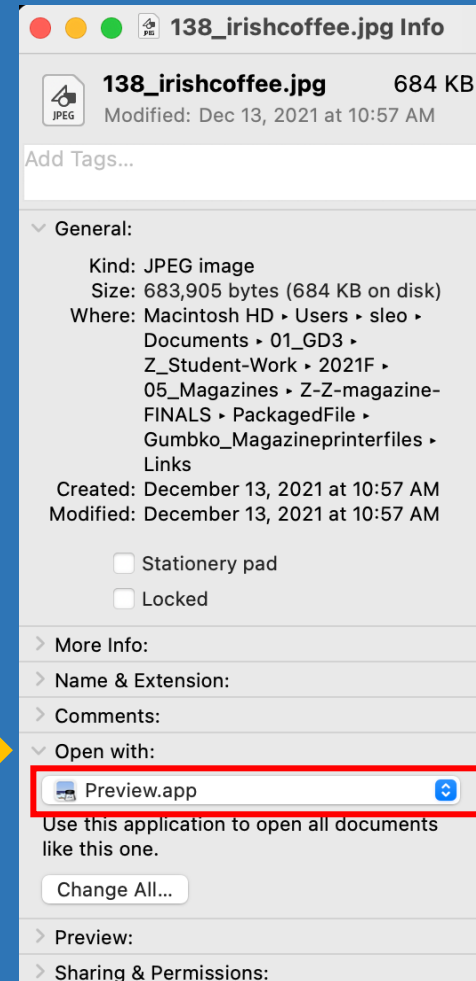 138_irishcoffee.jpg Info
138_irishcoffee.jpg 684 KB
JPEG
Modified: Dec 13, 2021 at 10:57 AM
Add Tags...
General:
Kind: JPEG image
Size: 683,905 bytes (684 KB on disk)
Where: Macintosh HD ▸ Users ▸ sleo ▸
Documents ▸ 01_GD3 ▸
Z_Student-Work ▸ 2021F ▸
05_Magazines ▸ Z-Z-magazine-
FINALS ▸ PackagedFile ▸
Gumbko_Magazineprinterfiles ▸
Links
Created: December 13, 2021 at 10:57 AM
Modified: December 13, 2021 at 10:57 AM
Stationery pad
Locked
More Info:
Name & Extension:
Comments:
Open with:
Preview.app
Use this application to open all documents
like this one.
Change All...
Preview:
Sharing & Permissions: